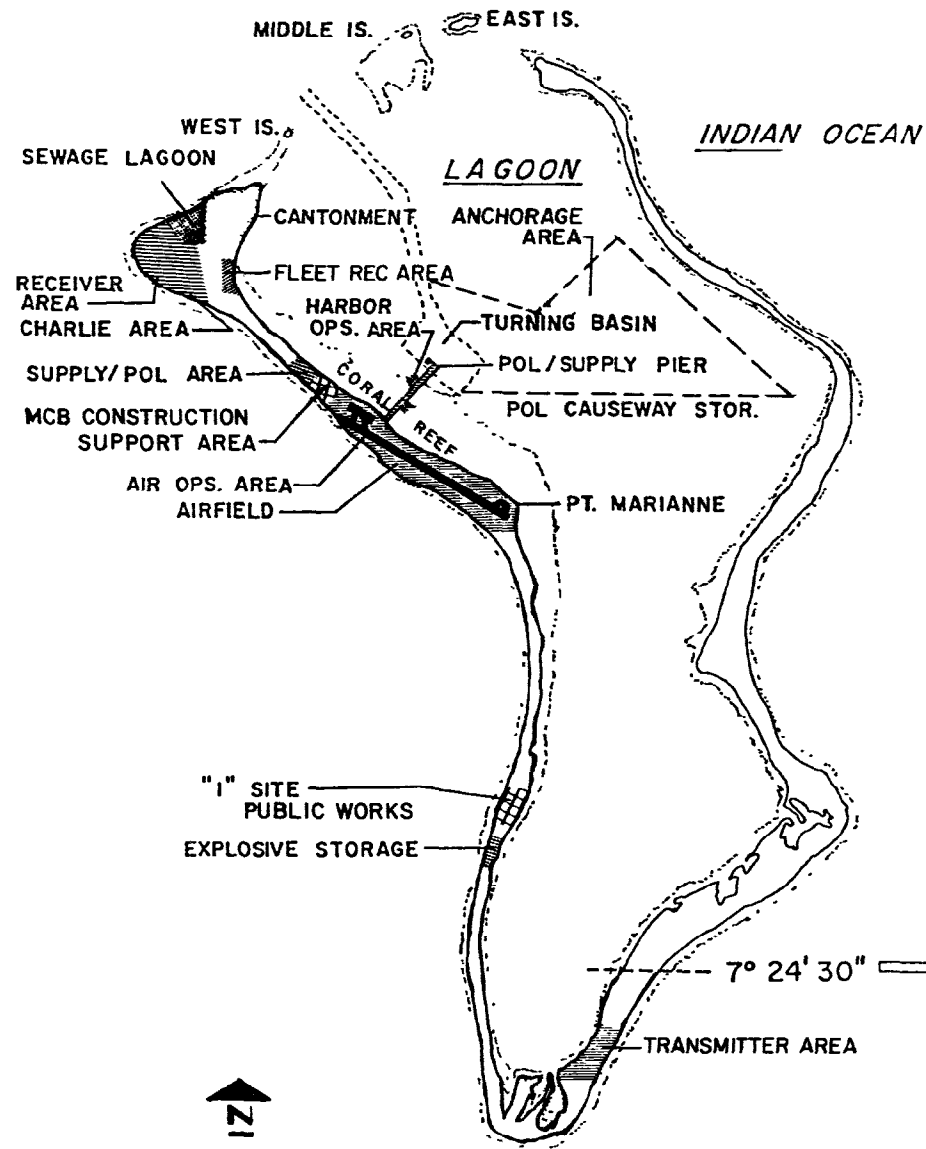 MIDDLE IS.
EAST IS.
WEST IS.
INDIAN OCEAN
SEWAGE LAGOON
LAGOON
CANTONMENT
ANCHORAGE
AREA
FLEET REC AREA
RECEIVER
AREA
HARBOR
OPS. AREA
CHARLIE AREA
TURNING BASIN
SUPPLY/POL AREA
POL/SUPPLY PIER
CORAL REEF
POL CAUSEWAY STOR.
MCB CONSTRUCTION
SUPPORT AREA
AIR OPS. AREA
AIRFIELD
PT. MARIANNE
"I" SITE
PUBLIC WORKS
EXPLOSIVE STORAGE
7° 24' 30"
TRANSMITTER AREA
N